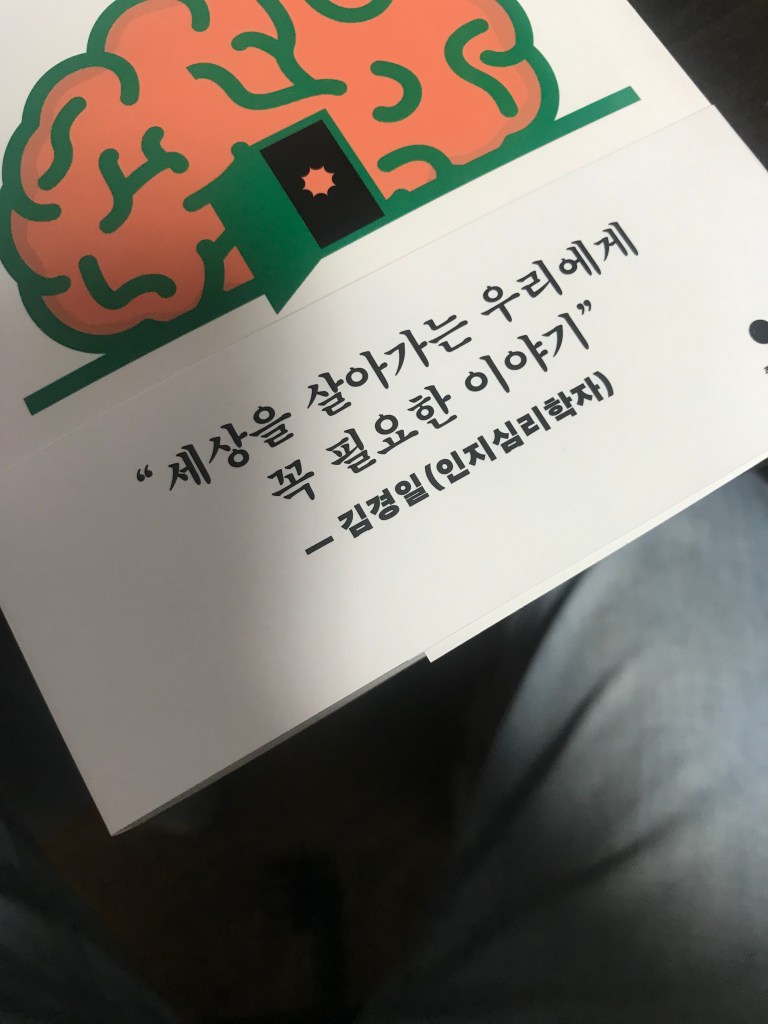 “세상을 살아가는 우리에게
꼭 필요한 이야기”
— 김경일(인지심리학자)